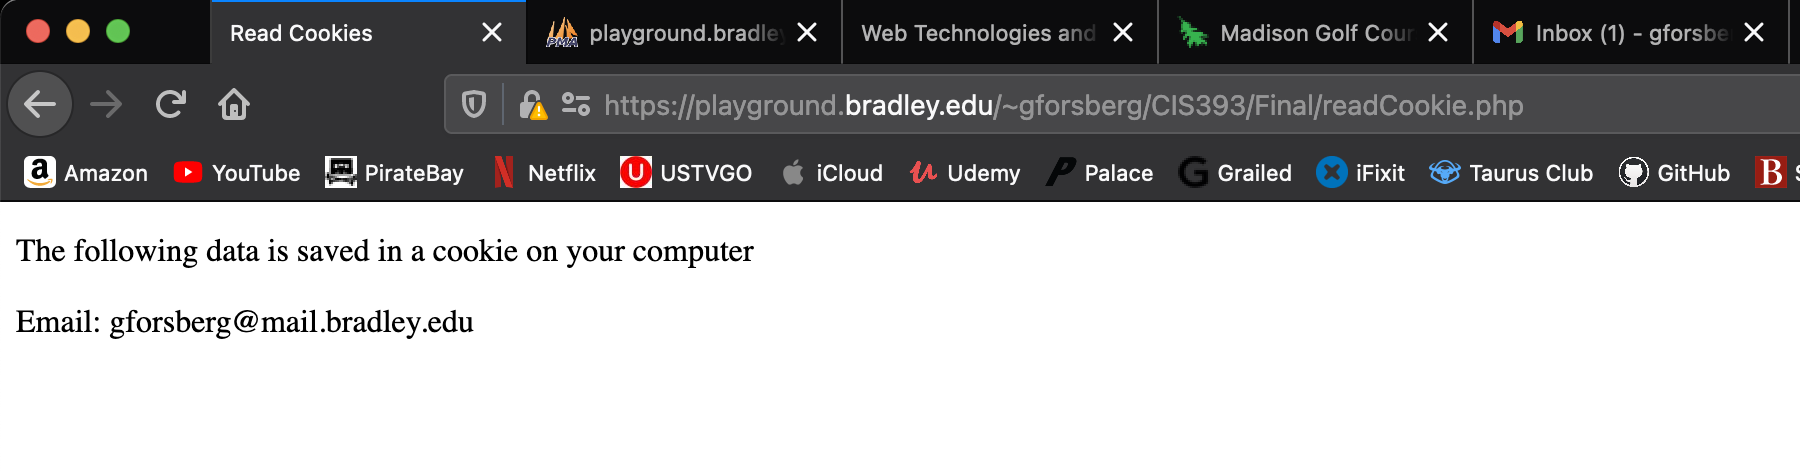 Read Cookies
PMA playground.bradley
Web Technologies and
Madison Golf Cour
Inbox (1) - gforsbe
https://playground.bradley.edu/~gforsberg/CIS393/Final/readCookie.php
a Amazon YouTube PirateBay Netflix U USTVGO iCloud u Udemy P Palace G Grailed iFixit Taurus Club GitHub B S
The following data is saved in a cookie on your computer
Email: gforsberg@mail.bradley.edu